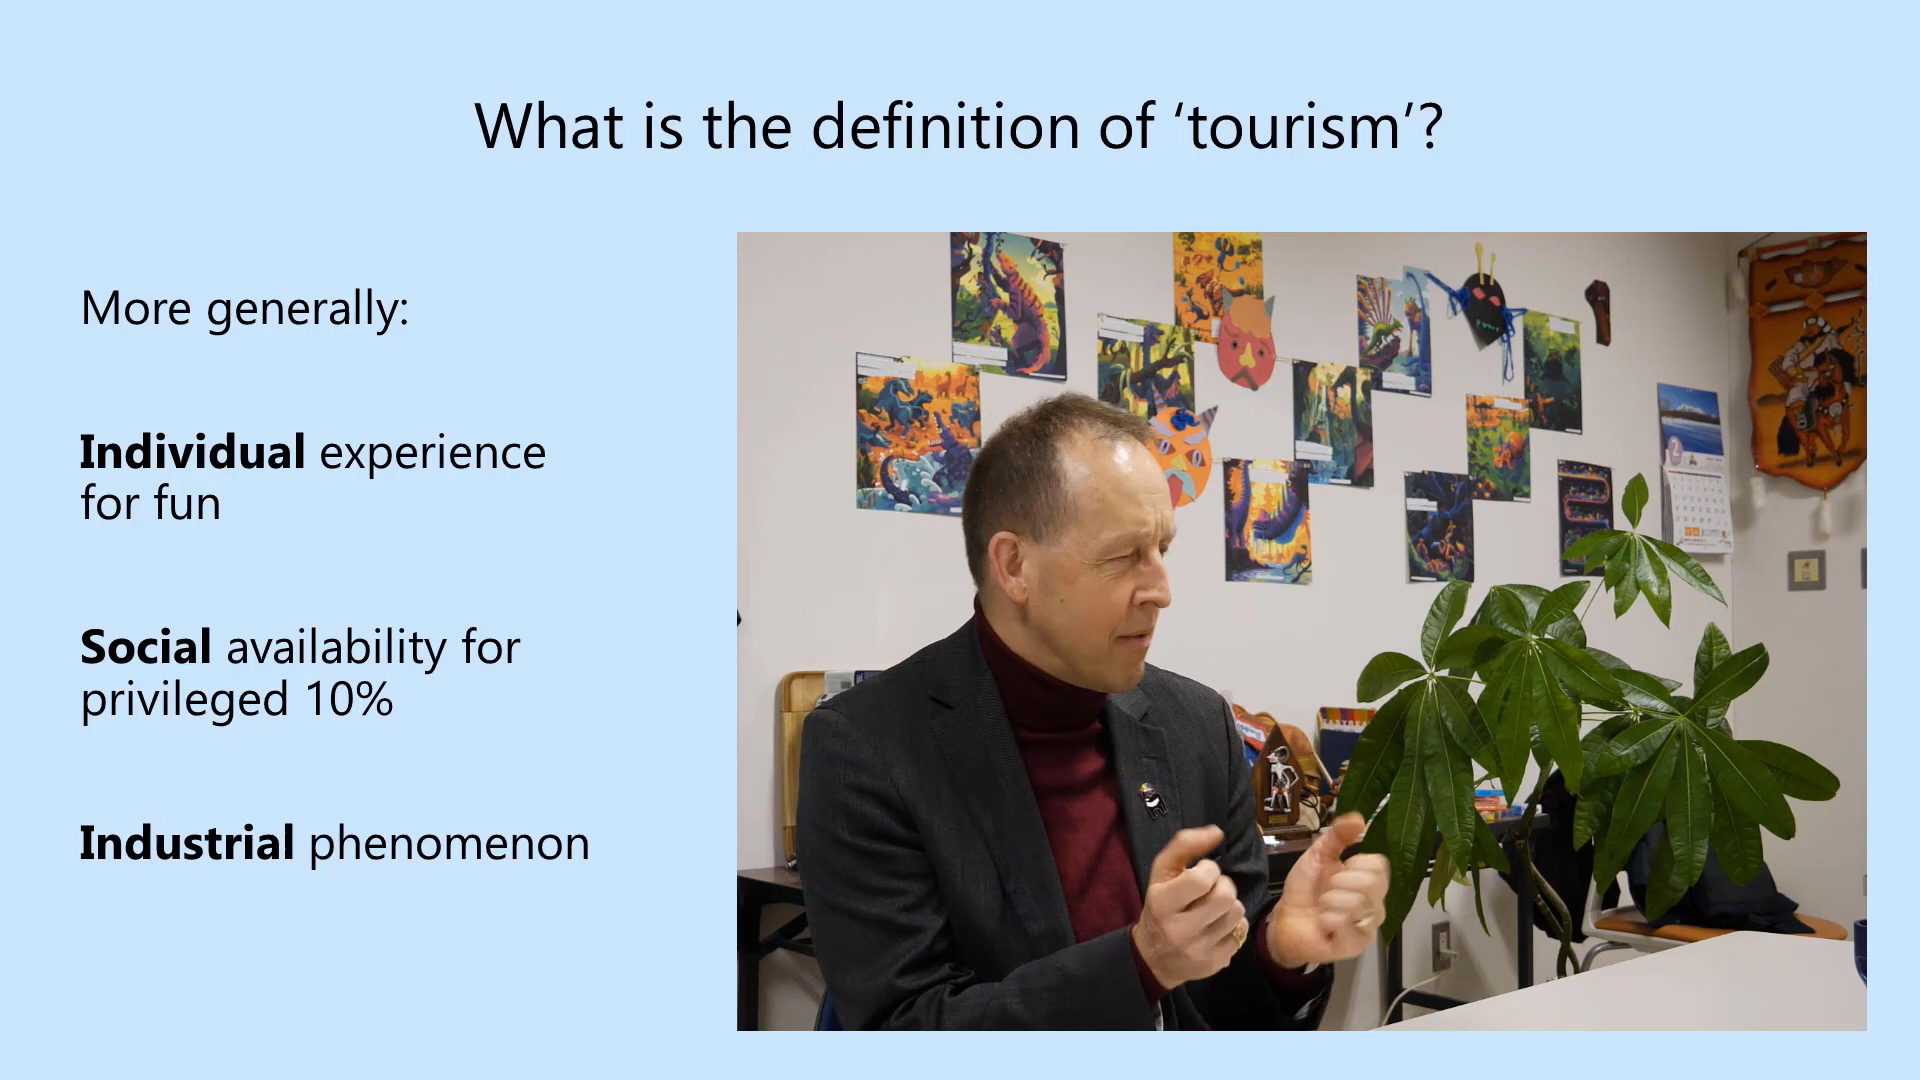 What is the definition of ‘tourism’?
More generally:
Individual experience
for fun
Social availability for
privileged 10%
Industrial phenomenon
2